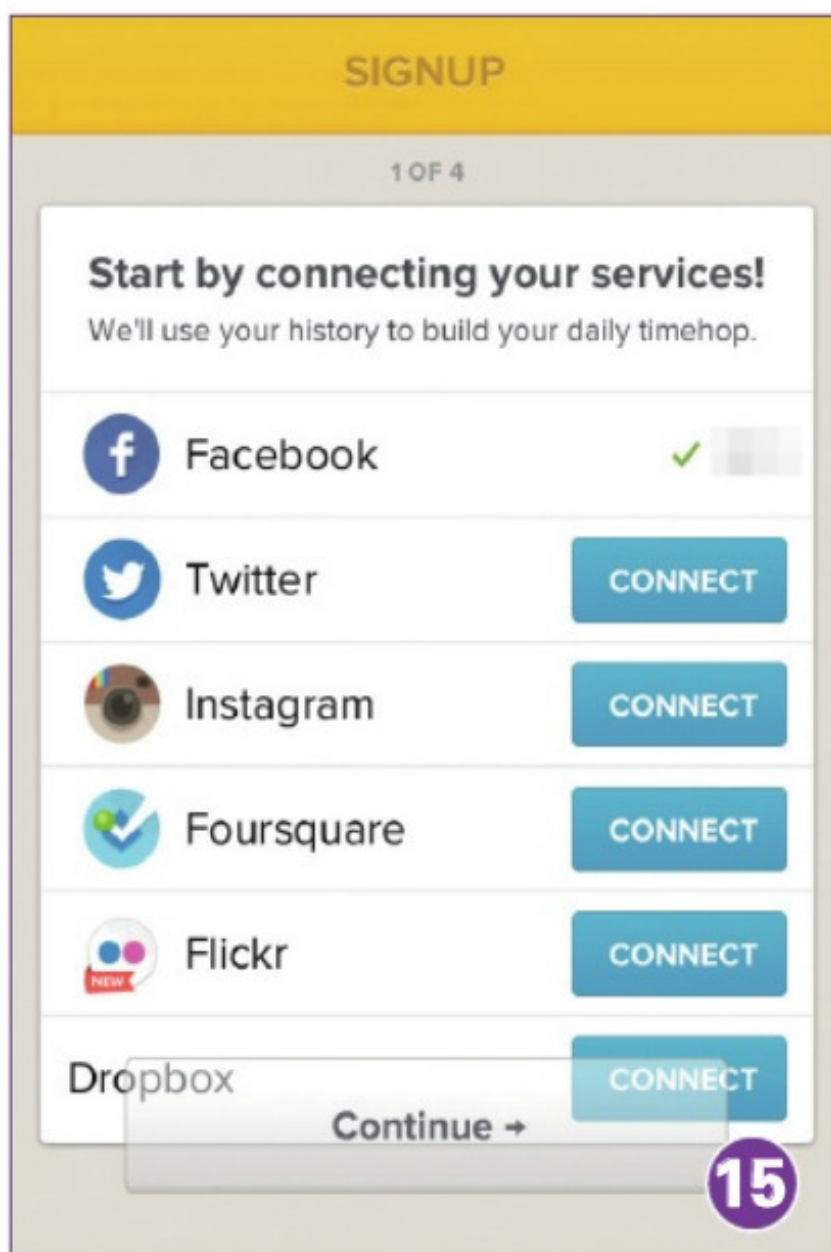 SIGNUP
1 OF 4
Start by connecting your services!
We'll use your history to build your daily timehop.
f Facebook
Twitter CONNECT
Instagram CONNECT
Foursquare CONNECT
NEW Flickr CONNECT
Dropbox CONNECT
Continue →
15